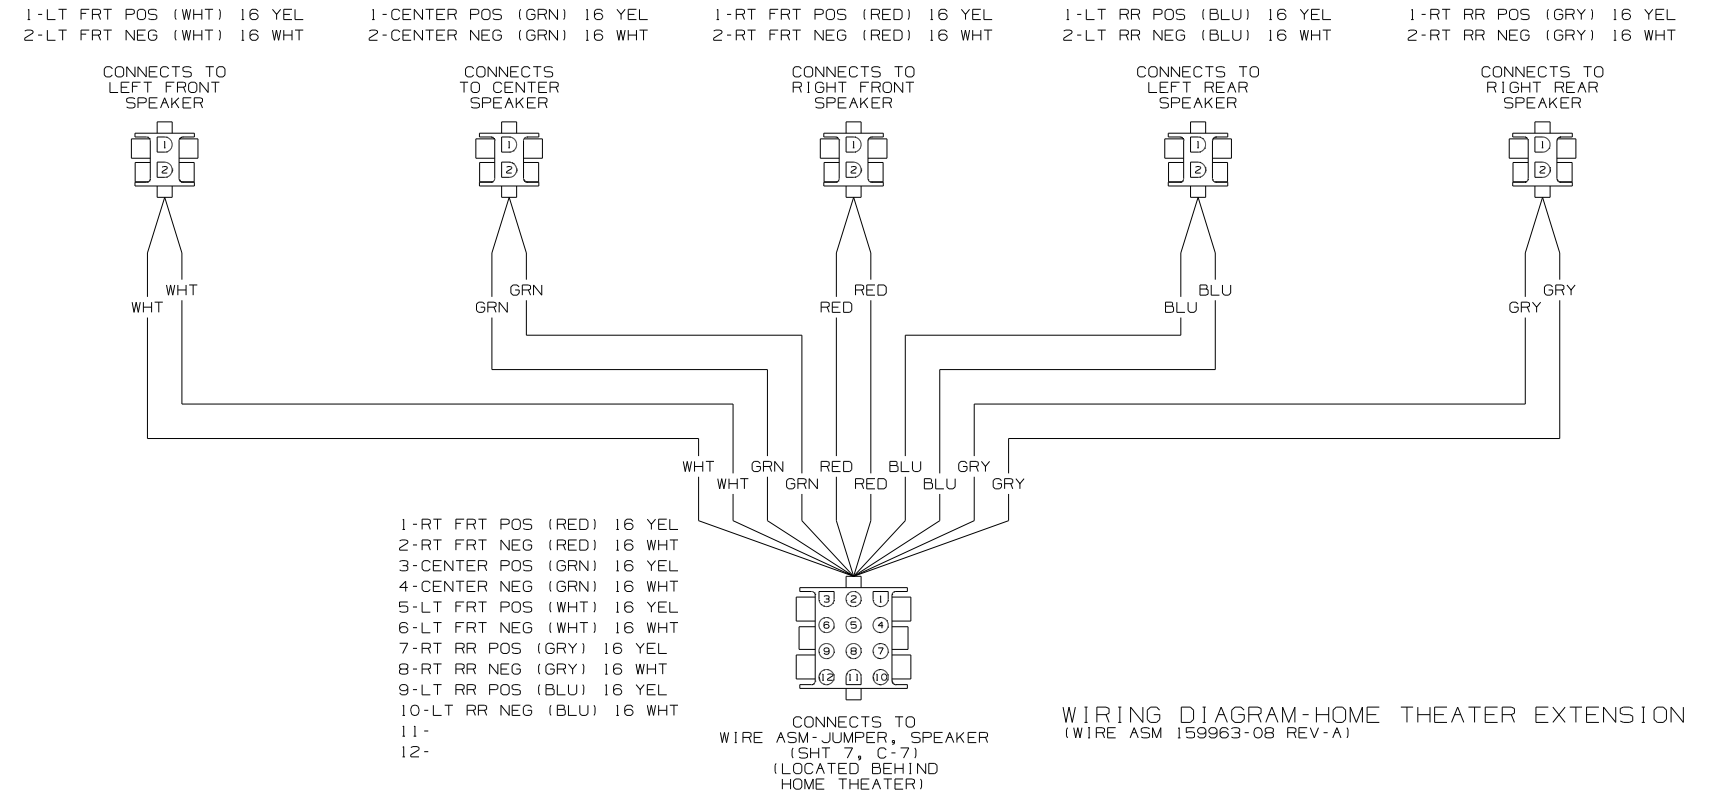 1-LT FRT POS (WHT) 16 YEL
2-LT FRT NEG (WHT) 16 WHT
1-CENTER POS (GRN) 16 YEL
2-CENTER NEG (GRN) 16 WHT
1-RT FRT POS (RED) 16 YEL
2-RT FRT NEG (RED) 16 WHT
1-LT RR POS (BLU) 16 YEL
2-LT RR NEG (BLU) 16 WHT
1-RT RR POS (GRY) 16 YEL
2-RT RR NEG (GRY) 16 WHT
CONNECTS TO
LEFT FRONT
SPEAKER
CONNECTS
TO CENTER
SPEAKER
CONNECTS TO
RIGHT FRONT
SPEAKER
CONNECTS TO
LEFT REAR
SPEAKER
CONNECTS TO
RIGHT REAR
SPEAKER
1
2
1
2
1
2
1
2
1
2
WHT
WHT
GRN
GRN
RED
RED
BLU
BLU
GRY
GRY
WHT
WHT
GRN
GRN
RED
RED
BLU
BLU
GRY
GRY
1-RT FRT POS (RED) 16 YEL
2-RT FRT NEG (RED) 16 WHT
3-CENTER POS (GRN) 16 YEL
4-CENTER NEG (GRN) 16 WHT
5-LT FRT POS (WHT) 16 YEL
6-LT FRT NEG (WHT) 16 WHT
7-RT RR POS (GRY) 16 YEL
8-RT RR NEG (GRY) 16 WHT
9-LT RR POS (BLU) 16 YEL
10-LT RR NEG (BLU) 16 WHT
11-
12-
3 2 1
6 5 4
9 8 7
12 11 10
CONNECTS TO
WIRE ASM-JUMPER, SPEAKER
(SHT 7, C-7)
(LOCATED BEHIND
HOME THEATER)
WIRING DIAGRAM-HOME THEATER EXTENSION
(WIRE ASM 159963-08 REV-A)